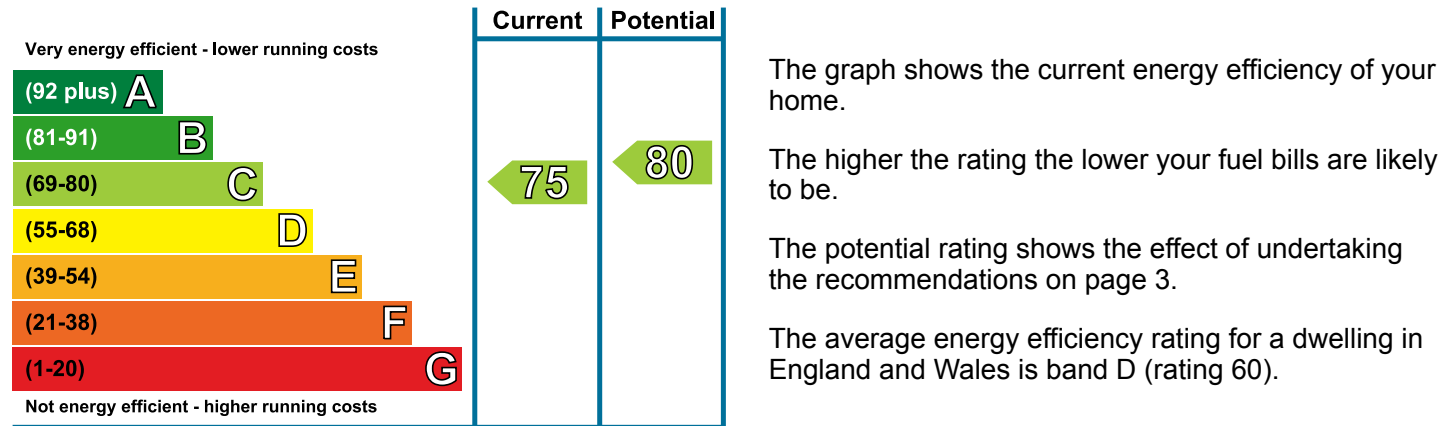 Current Potential
Very energy efficient - lower running costs
(92 plus) A
(81-91) B
(69-80) C
(55-68) D
(39-54) E
(21-38) F
(1-20) G
Not energy efficient - higher running costs
75
80
The graph shows the current energy efficiency of your
home.
The higher the rating the lower your fuel bills are likely
to be.
The potential rating shows the effect of undertaking
the recommendations on page 3.
The average energy efficiency rating for a dwelling in
England and Wales is band D (rating 60).